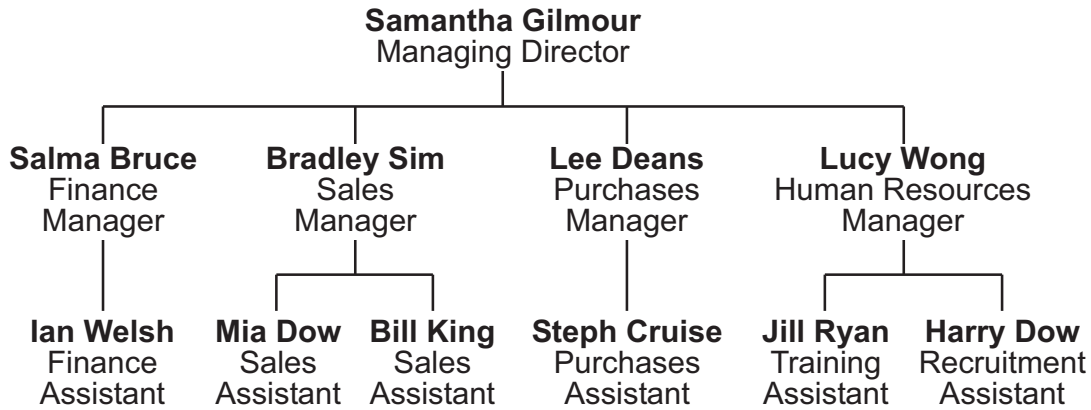 Samantha Gilmour
Managing Director
Salma Bruce
Finance
Manager
Bradley Sim
Sales
Manager
Lee Deans
Purchases
Manager
Lucy Wong
Human Resources
Manager
Ian Welsh
Finance
Assistant
Mia Dow
Sales
Assistant
Bill King
Sales
Assistant
Steph Cruise
Purchases
Assistant
Jill Ryan
Training
Assistant
Harry Dow
Recruitment
Assistant